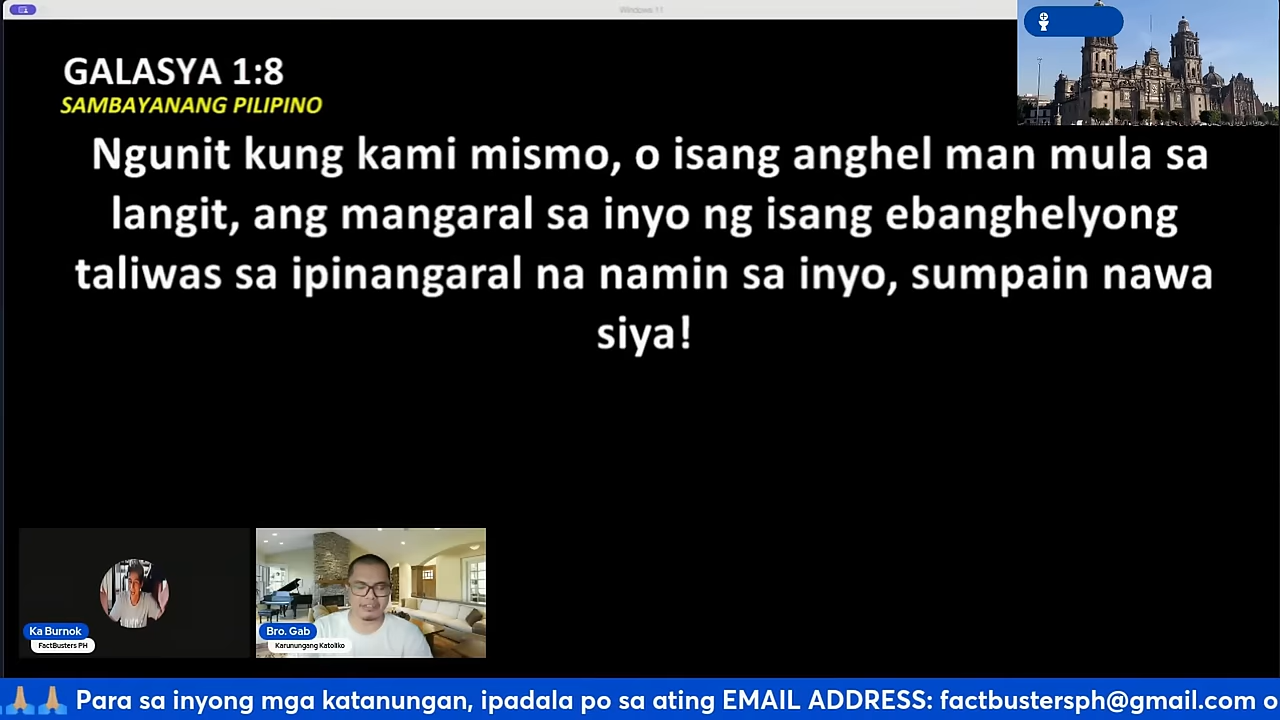 Windows 11
GALASYA 1:8
SAMBAYANANG PILIPINO
Ngunit kung kami mismo, o isang anghel man mula sa
langit, ang mangaral sa inyo ng isang ebanghelyong
taliwas sa ipinangaral na namin sa inyo, sumpain nawa
siya!
Ka Burnok
FactBusters PH
Bro. Gab
Karunungang Katoliko
Para sa inyong mga katanungan, ipadala po sa ating EMAIL ADDRESS: factbustersph@gmail.com o